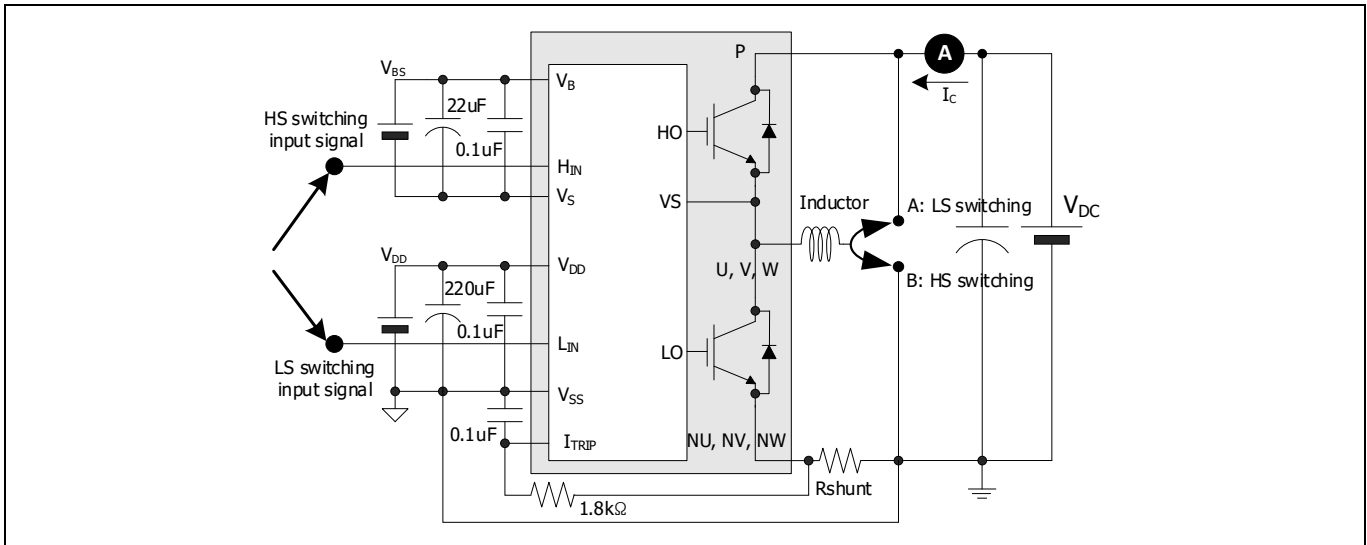 P
A
I_C
V_BS
V_B
22uF
HS switching
input signal
0.1uF
HO
H_IN
V_S
VS
Inductor
A: LS switching
V_DC
V_DD
V_DD
U, V, W
B: HS switching
220uF
0.1uF
L_IN
LO
LS switching
input signal
V_SS
0.1uF
I_TRIP
NU, NV, NW
Rshunt
1.8kΩ